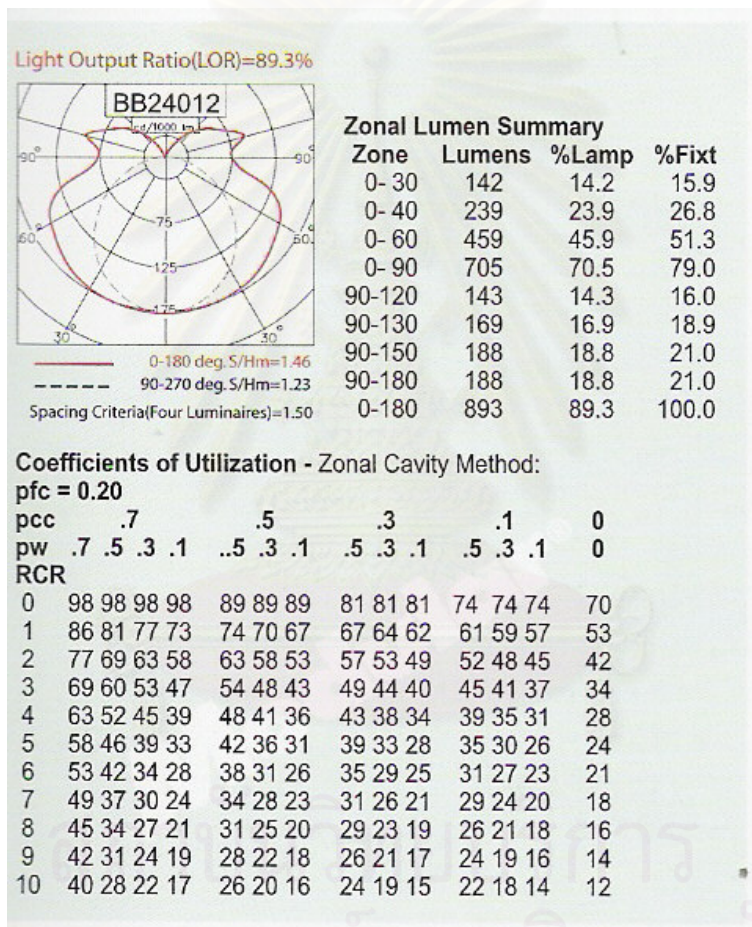 Light Output Ratio(LOR)=89.3%
BB24012
cd/1000 lm
90° 90°
60 60
75
125
175
30° 30°
0-180 deg. S/Hm=1.46
90-270 deg. S/Hm=1.23
Spacing Criteria(Four Luminaires)=1.50
Zonal Lumen Summary
Zone Lumens %Lamp %Fixt
0- 30 142 14.2 15.9
0- 40 239 23.9 26.8
0- 60 459 45.9 51.3
0- 90 705 70.5 79.0
90-120 143 14.3 16.0
90-130 169 16.9 18.9
90-150 188 18.8 21.0
90-180 188 18.8 21.0
0-180 893 89.3 100.0
Coefficients of Utilization - Zonal Cavity Method:
pfc = 0.20
pcc .7 .5 .3 .1 0
pw .7 .5 .3 .1 ..5 .3 .1 .5 .3 .1 .5 .3 .1 0
RCR
0 98 98 98 98 89 89 89 81 81 81 74 74 74 70
1 86 81 77 73 74 70 67 67 64 62 61 59 57 53
2 77 69 63 58 63 58 53 57 53 49 52 48 45 42
3 69 60 53 47 54 48 43 49 44 40 45 41 37 34
4 63 52 45 39 48 41 36 43 38 34 39 35 31 28
5 58 46 39 33 42 36 31 39 33 28 35 30 26 24
6 53 42 34 28 38 31 26 35 29 25 31 27 23 21
7 49 37 30 24 34 28 23 31 26 21 29 24 20 18
8 45 34 27 21 31 25 20 29 23 19 26 21 18 16
9 42 31 24 19 28 22 18 26 21 17 24 19 16 14
10 40 28 22 17 26 20 16 24 19 15 22 18 14 12